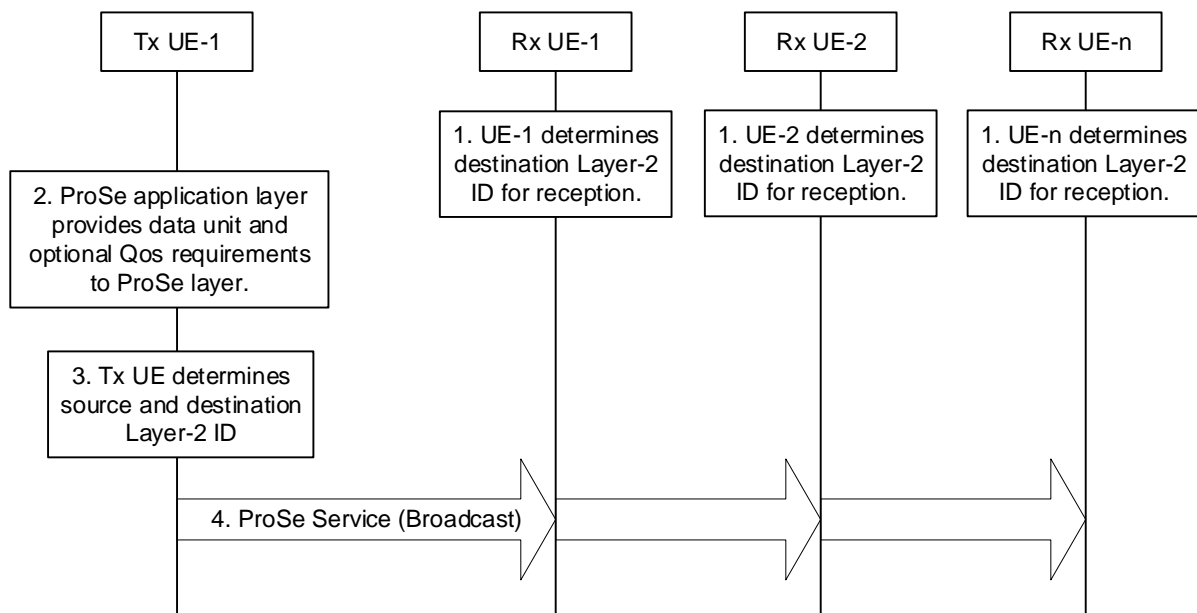 Tx UE-1
Rx UE-1
Rx UE-2
Rx UE-n
1. UE-1 determines
destination Layer-2
ID for reception.
1. UE-2 determines
destination Layer-2
ID for reception.
1. UE-n determines
destination Layer-2
ID for reception.
2. ProSe application layer
provides data unit and
optional Qos requirements
to ProSe layer.
3. Tx UE determines
source and destination
Layer-2 ID
4. ProSe Service (Broadcast)